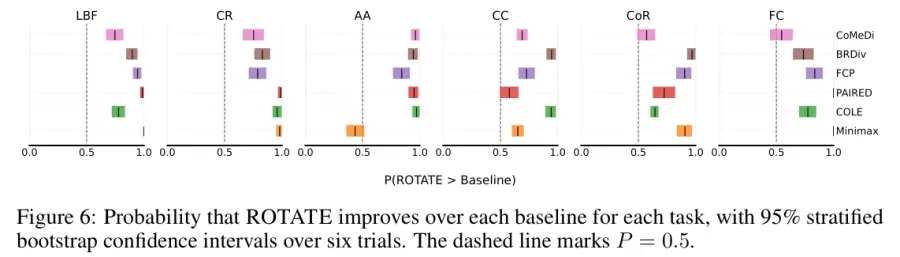 LBF CR AA CC CoR FC
CoMeDi
BRDiv
FCP
PAIRED
COLE
Minimax
0.0 0.5 1.0 0.0 0.5 1.0 0.0 0.5 1.0 0.0 0.5 1.0 0.0 0.5 1.0 0.0 0.5 1.0
P(ROTATE > Baseline)
Figure 6: Probability that ROTATE improves over each baseline for each task, with 95% stratified
bootstrap confidence intervals over six trials. The dashed line marks P = 0.5.